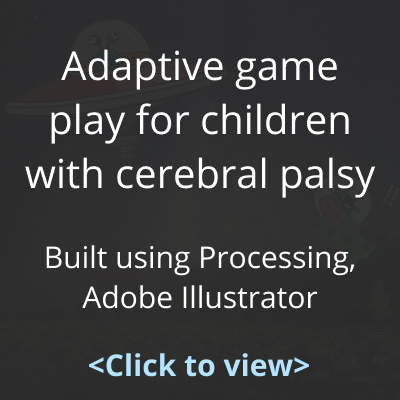 Adaptive game
play for children
with cerebral palsy
Built using Processing,
Adobe Illustrator
<Click to view>